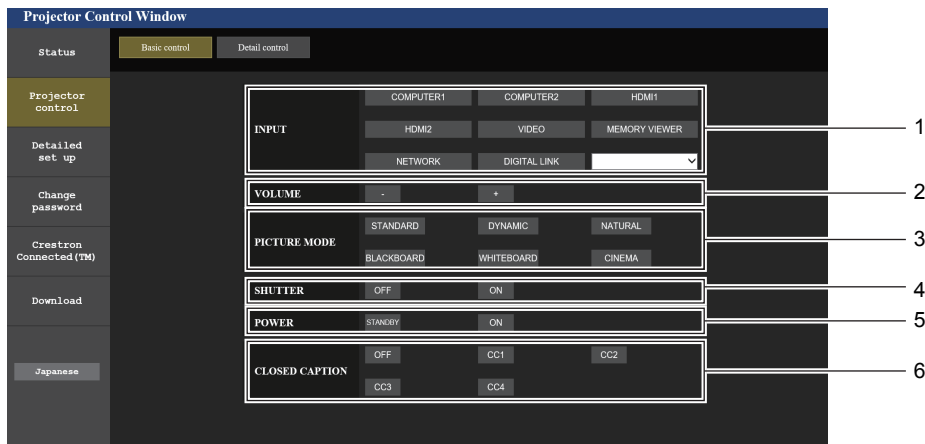 Projector Control Window
Status
Basic control
Detail control
Projector
control
Detailed
set up
Change
password
Crestron
Connected(TM)
Download
Japanese
INPUT
COMPUTER1 COMPUTER2 HDMI1
HDMI2 VIDEO MEMORY VIEWER
NETWORK DIGITAL LINK
1
VOLUME - +
2
PICTURE MODE
STANDARD DYNAMIC NATURAL
BLACKBOARD WHITEBOARD CINEMA
3
SHUTTER OFF ON
4
POWER STANDBY ON
5
CLOSED CAPTION
OFF CC1 CC2
CC3 CC4
6